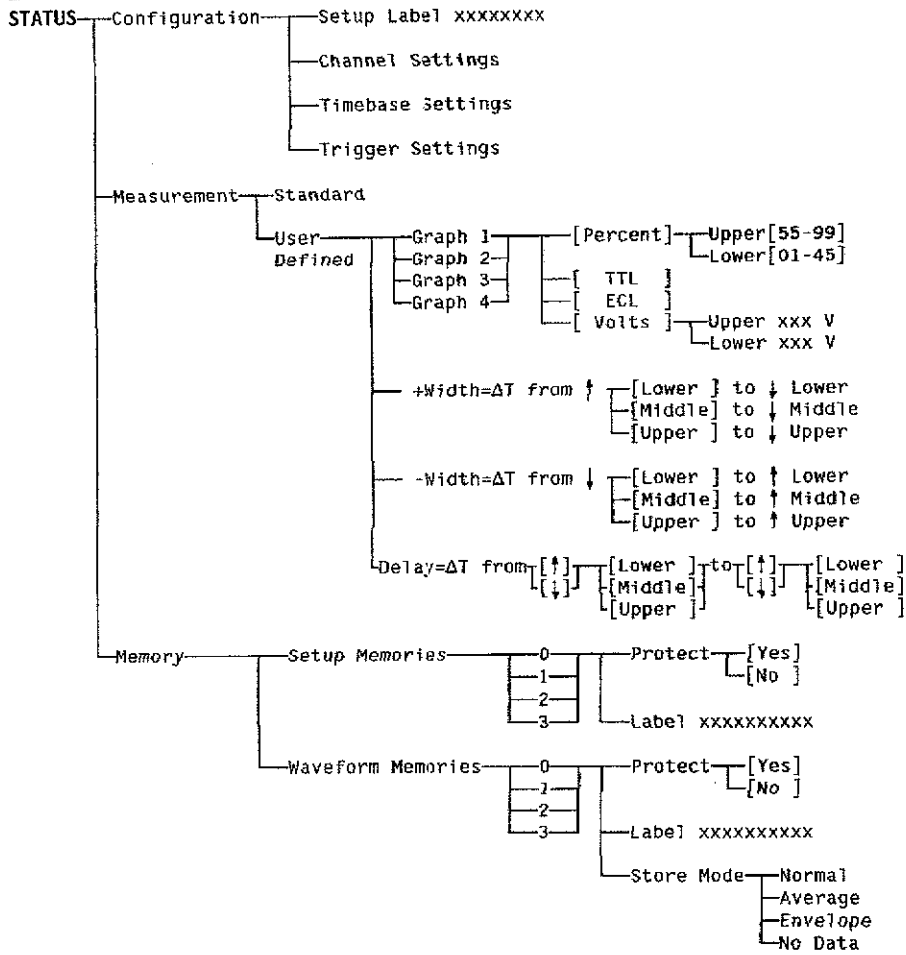 STATUS Configuration Setup Label xxxxxxxx
Channel Settings
Timebase Settings
Trigger Settings
Measurement Standard
User Graph 1 [Percent] Upper[55-99]
Defined Graph 2 Lower[01-45]
Graph 3 [ TTL ]
Graph 4 [ ECL ]
[ Volts ] Upper xxx V
Lower xxx V
+Width=ΔT from ↑ [Lower ] to ↓ Lower
[Middle] to ↓ Middle
[Upper ] to ↓ Upper
-Width=ΔT from ↓ [Lower ] to ↑ Lower
[Middle] to ↑ Middle
[Upper ] to ↑ Upper
Delay=ΔT from [↑] [Lower ] to [↑] [Lower ]
[↓] [Middle] [↓] [Middle]
[Upper ] [Upper ]
Memory Setup Memories 0 Protect [Yes]
1 [No ]
2
3 Label xxxxxxxxxx
Waveform Memories 0 Protect [Yes]
1 [No ]
2
3 Label xxxxxxxxxx
Store Mode Normal
Average
Envelope
No Data